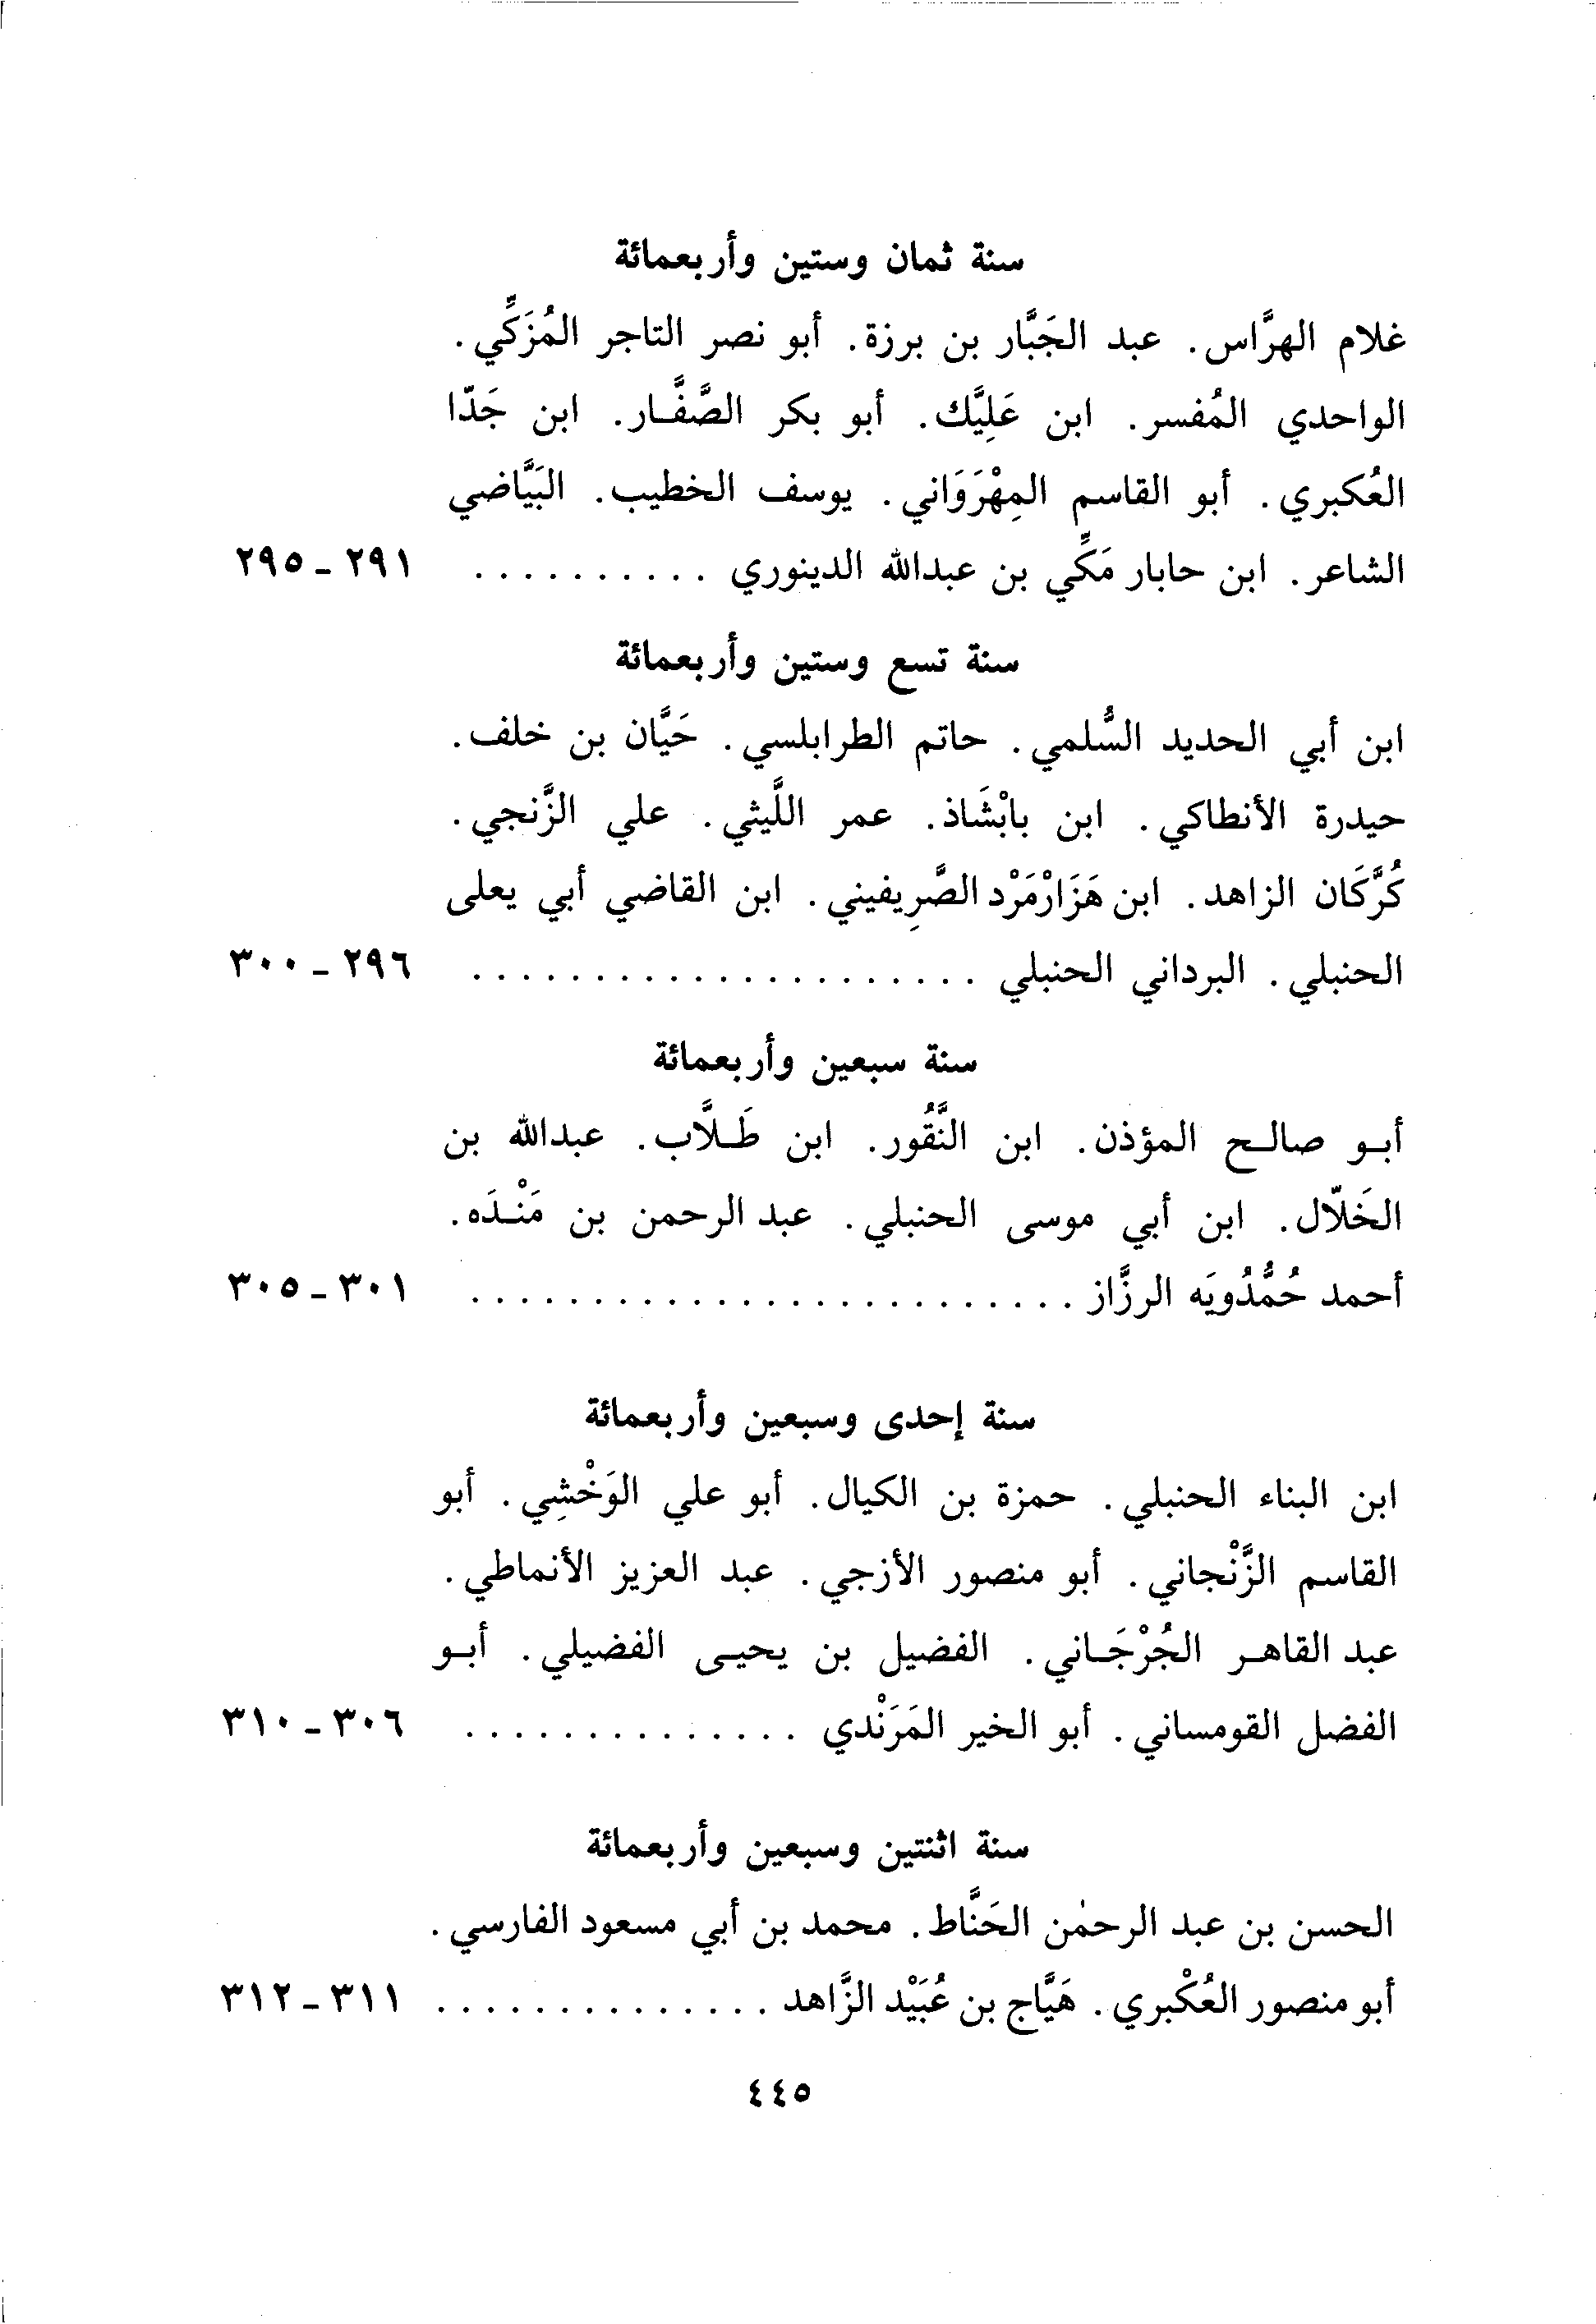 سنة ثمان وستين وأربعمائة
غلام الهرَّاس. عبد الجَبَّار بن برزة. أبو نصر التاجر المُزَكِّي.
الواحدي المُفسر. ابن عَلِيَّك. أبو بكر الصَّفَّـار. ابن جَدّا
العُكبري. أبو القاسم المِهْرَوَاني. يوسف الخطيب. البَيَّاضي
الشاعر. ابن حابار مَكِّي بن عبدالله الدينوري . . . . . . . . . . ٢٩١ - ٢٩٥
سنة تسع وستين وأربعمائة
ابن أبي الحديد السُّلمي. حاتم الطرابلسي. حَيَّان بن خلف.
حيدرة الأنطاكي. ابن بابْشَاذ. عمر اللَّيثي. علي الزَّنجي.
كُرَّكَان الزاهد. ابن هَزَارْمَرْد الصَّرِيفيني. ابن القاضي أبي يعلى
الحنبلي. البرداني الحنبلي . . . . . . . . . . . . . . . . . . . . . ٢٩٦ - ٣٠٠
سنة سبعين وأربعمائة
أبـو صالـح المؤذن. ابن النَّقُور. ابن طَـلاَّب. عبدالله بن
الخَلاّل. ابن أبي موسى الحنبلي. عبد الرحمن بن مَنْـدَه.
أحمد حُمَّدُويَه الرزَّاز . . . . . . . . . . . . . . . . . . . . . . . . . ٣٠١ - ٣٠٥
سنة إحدى وسبعين وأربعمائة
ابن البناء الحنبلي. حمزة بن الكيال. أبو علي الوَخْشِي. أبو
القاسم الزَّنْجاني. أبو منصور الأزجي. عبد العزيز الأنماطي.
عبد القاهـر الجُرْجَـاني. الفضيل بن يحيـى الفضيلي. أبـو
الفضل القومساني. أبو الخير المَرَنْدي . . . . . . . . . . . . . . ٣٠٦ - ٣١٠
سنة اثنتين وسبعين وأربعمائة
الحسن بن عبد الرحمٰن الحَنَّاط. محمد بن أبي مسعود الفارسي.
أبو منصور العُكْبري. هَيَّاج بن عُبَيْد الزَّاهد . . . . . . . . . . . . . . ٣١١ - ٣١٢
٤٤٥